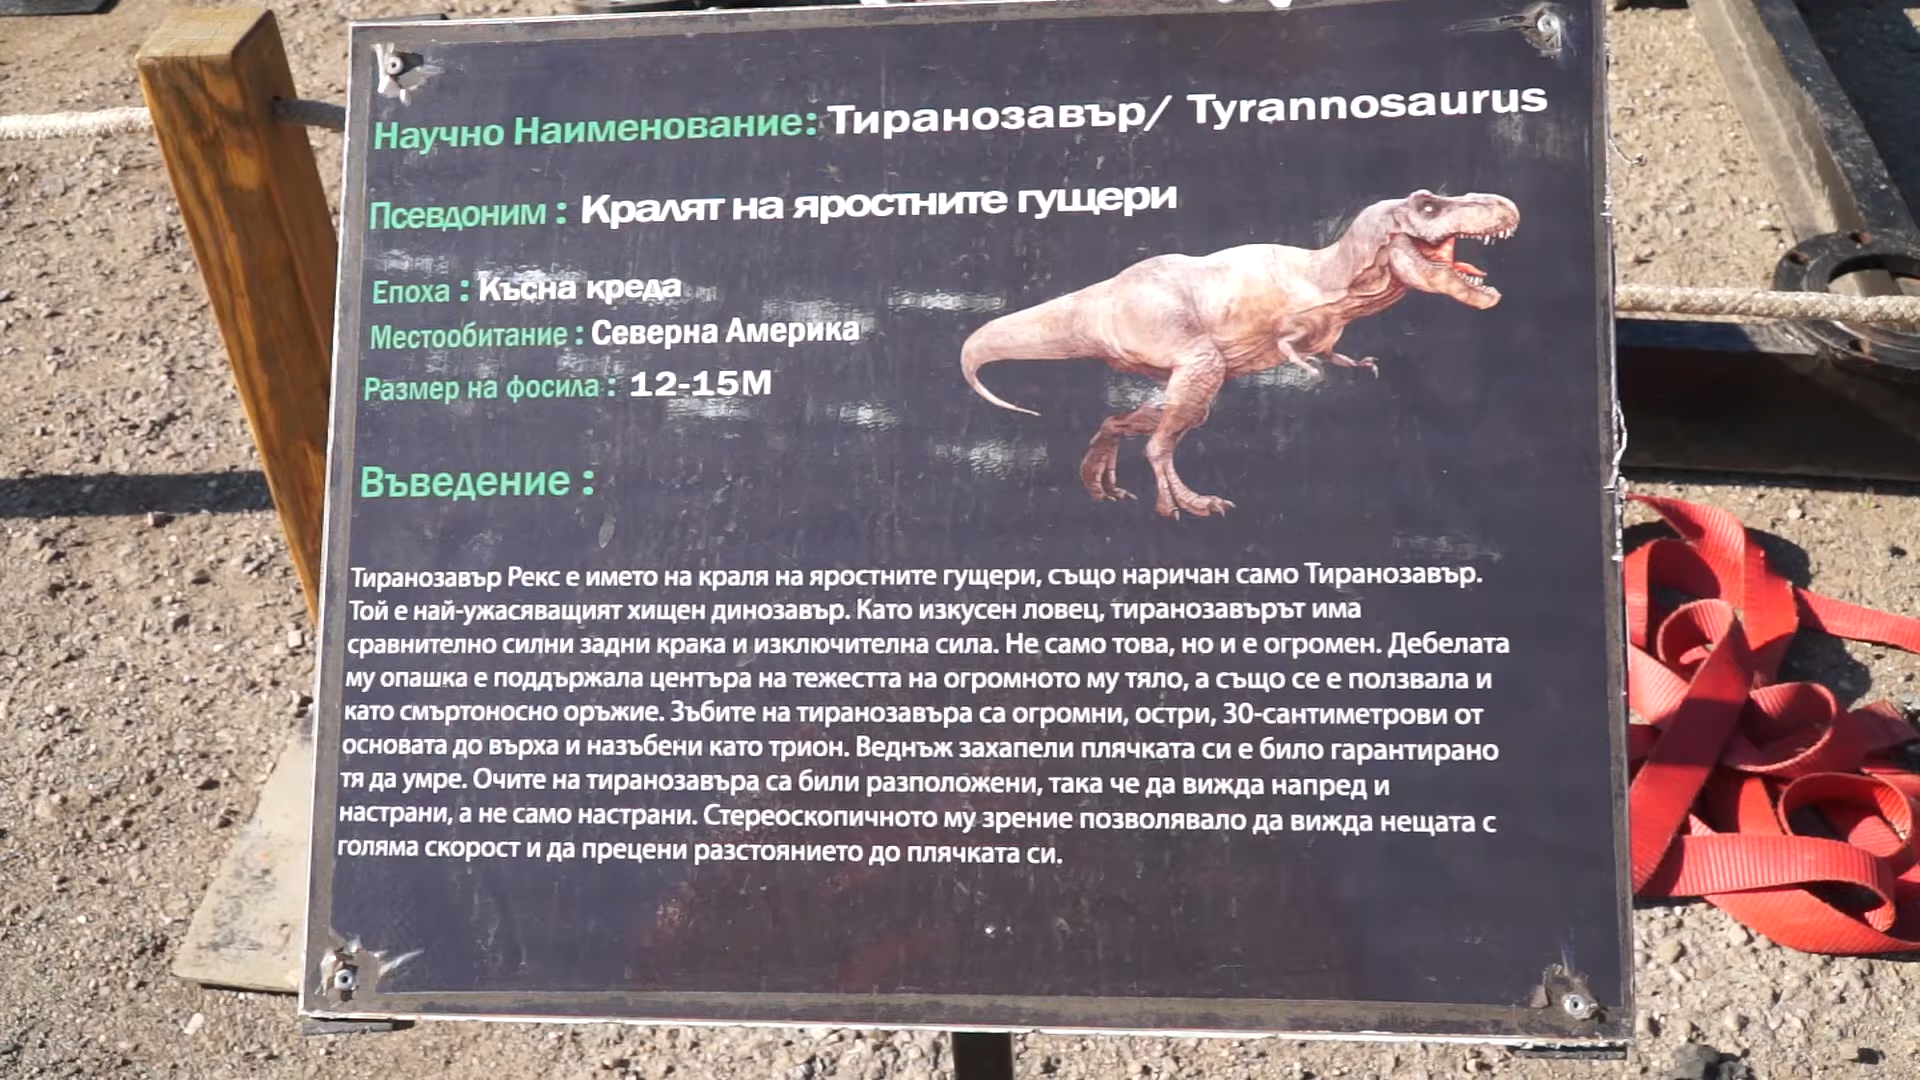 Научно Наименование: Тиранозавър/ Tyrannosaurus
Псевдоним : Кралят на яростните гущери
Епоха : Късна креда
Местообитание : Северна Америка
Размер на фосила : 12-15М
Въведение :
Тиранозавър Рекс е името на краля на яростните гущери, също наричан само Тиранозавър.
Той е най-ужасяващият хищен динозавър. Като изкусен ловец, тиранозавърът има
сравнително силни задни крака и изключителна сила. Не само това, но и е огромен. Дебелата
му опашка е поддържала центъра на тежестта на огромното му тяло, а също се е ползвала и
като смъртоносно оръжие. Зъбите на тиранозавъра са огромни, остри, 30-сантиметрови от
основата до върха и назъбени като трион. Веднъж захапели плячката си е било гарантирано
тя да умре. Очите на тиранозавъра са били разположени, така че да вижда напред и
настрани, а не само настрани. Стереоскопичното му зрение позволявало да вижда нещата с
голяма скорост и да прецени разстоянието до плячката си.